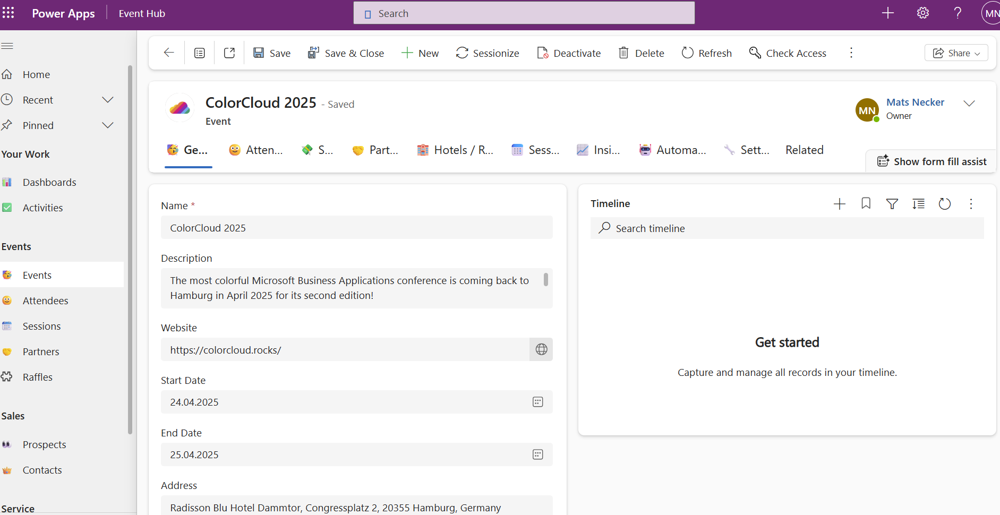 Power Apps
Event Hub
Search
MN
Save
Save & Close
New
Sessionize
Deactivate
Delete
Refresh
Check Access
Share
Home
Recent
Pinned
Your Work
Dashboards
Activities
Events
Events
Attendees
Sessions
Partners
Raffles
Sales
Prospects
Contacts
Service
ColorCloud 2025 - Saved
Event
MN
Mats Necker
Owner
Ge...
Atten...
S...
Part...
Hotels / R...
Sess...
Insi...
Automa...
Sett...
Related
Show form fill assist
Name *
ColorCloud 2025
Description
The most colorful Microsoft Business Applications conference is coming back to
Hamburg in April 2025 for its second edition!
Website
https://colorcloud.rocks/
Start Date
24.04.2025
End Date
25.04.2025
Address
Radisson Blu Hotel Dammtor, Congressplatz 2, 20355 Hamburg, Germany
Timeline
Search timeline
Get started
Capture and manage all records in your timeline.